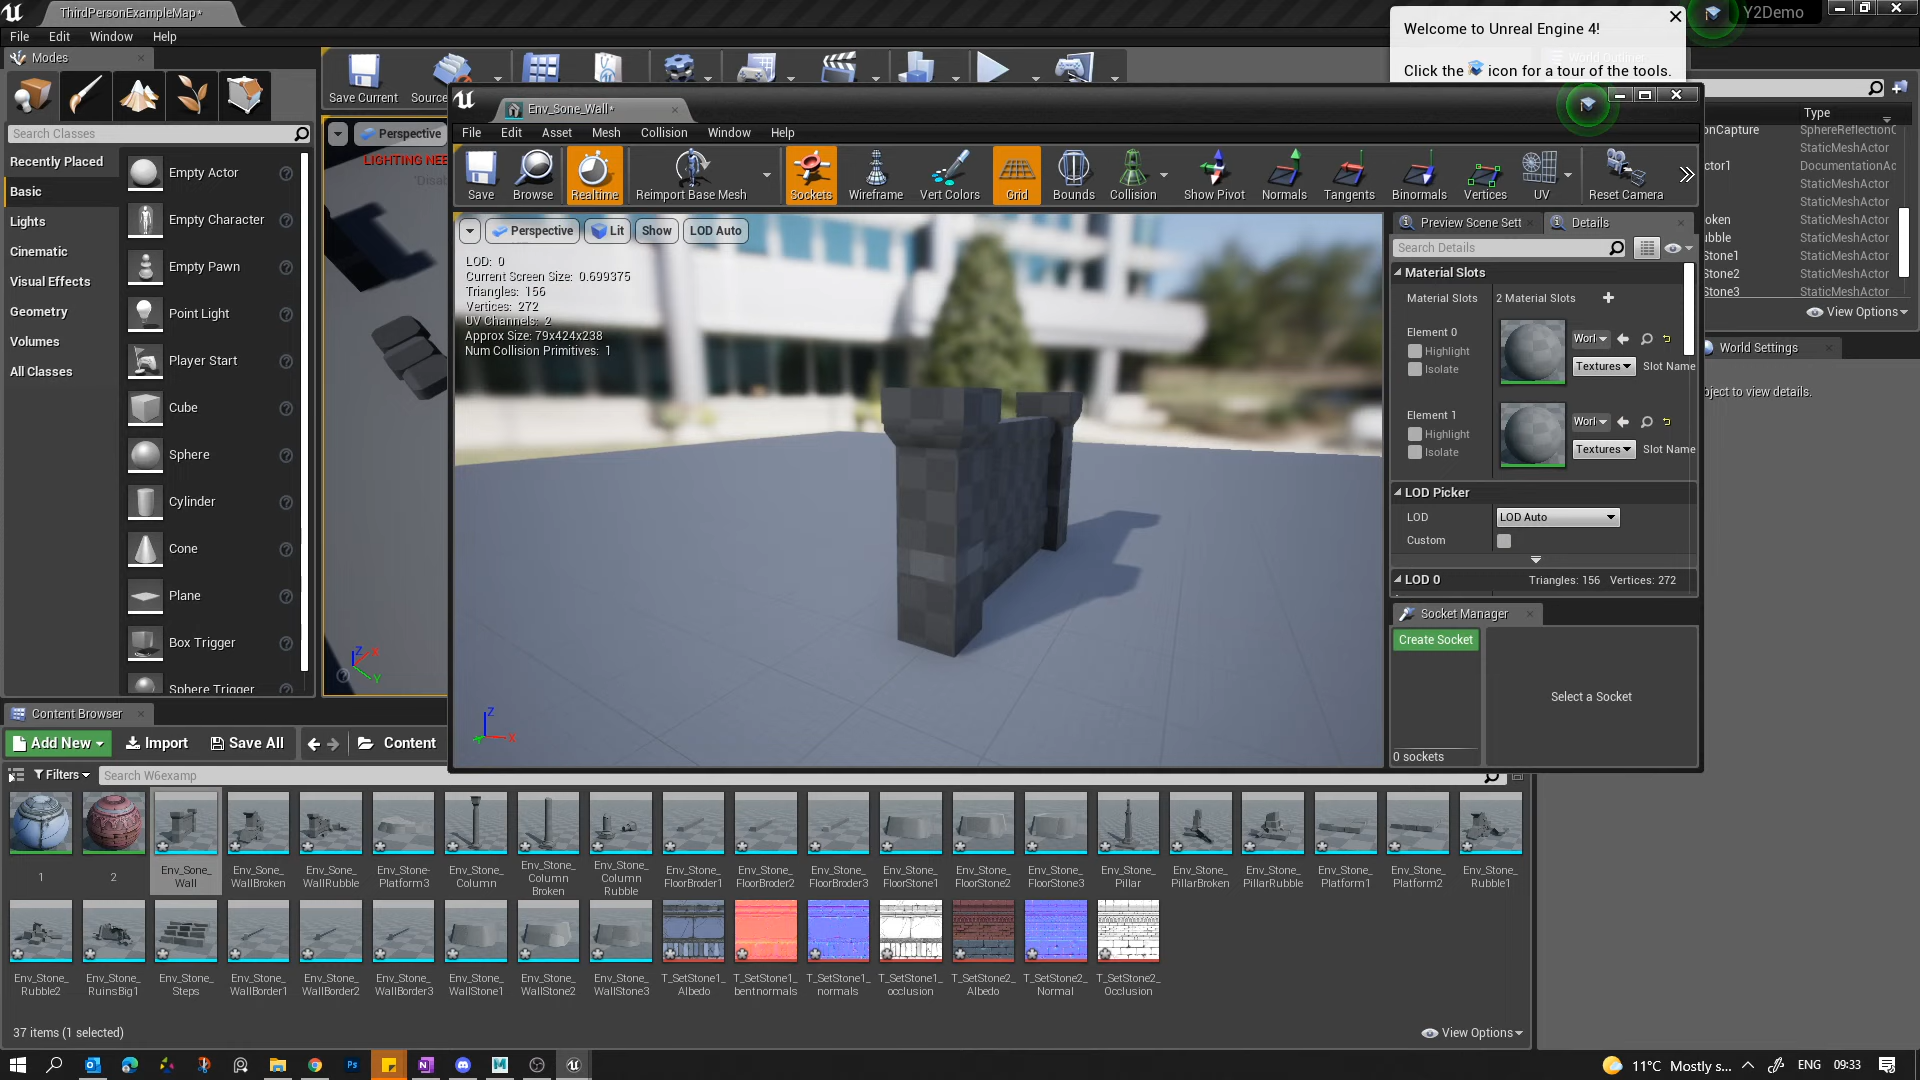 ThirdPersonExampleMap*
Y2Demo
File Edit Window Help
Welcome to Unreal Engine 4!
Click the icon for a tour of the tools.
Modes
Save Current
Search Classes
Recently Placed
Basic
Lights
Cinematic
Visual Effects
Geometry
Volumes
All Classes
Empty Actor
Empty Character
Empty Pawn
Point Light
Player Start
Cube
Sphere
Cylinder
Cone
Plane
Box Trigger
Sphere Trigger
Perspective
LIGHTING NEE
Env_Sone_Wall*
File Edit Asset Mesh Collision Window Help
Save Browse Realtime Reimport Base Mesh Sockets Wireframe Vert Colors Grid Bounds Collision Show Pivot Normals Tangents Binormals Vertices UV Reset Camera
Perspective Lit Show LOD Auto
LOD: 0
Current Screen Size: 0.699375
Triangles: 156
Vertices: 272
UV Channels: 2
Approx Size: 79x424x238
Num Collision Primitives: 1
Z
X
Preview Scene Sett Details
Search Details
Material Slots
Material Slots 2 Material Slots
Element 0
Highlight
Isolate
Worl
Textures Slot Name
Element 1
Highlight
Isolate
Worl
Textures Slot Name
LOD Picker
LOD LOD Auto
Custom
LOD 0 Triangles: 156 Vertices: 272
Socket Manager
Create Socket
Select a Socket
0 sockets
Type
onCapture SphereReflectionC
StaticMeshActor
ctor1 DocumentationAc
StaticMeshActor
StaticMeshActor
oken StaticMeshActor
ubble StaticMeshActor
Stone1 StaticMeshActor
Stone2 StaticMeshActor
Stone3 StaticMeshActor
View Options
World Settings
oject to view details.
Z X
Y
Content Browser
Add New Import Save All Content
Filters Search W6examp
1
2
Env_Sone_Wall
Env_Sone_WallBroken
Env_Sone_WallRubble
Env_Stone-Platform3
Env_Stone_Column
Env_Stone_Column Broken
Env_Stone_Column Rubble
Env_Stone_FloorBroder1
Env_Stone_FloorBroder2
Env_Stone_FloorBroder3
Env_Stone_FloorStone1
Env_Stone_FloorStone2
Env_Stone_FloorStone3
Env_Stone_Pillar
Env_Stone_PillarBroken
Env_Stone_PillarRubble
Env_Stone_Platform1
Env_Stone_Platform2
Env_Stone_Rubble1
Env_Stone_Rubble2
Env_Stone_RuinsBig1
Env_Stone_Steps
Env_Stone_WallBorder1
Env_Stone_WallBorder2
Env_Stone_WallBorder3
Env_Stone_WallStone1
Env_Stone_WallStone2
Env_Stone_WallStone3
T_SetStone1_Albedo
T_SetStone1_bentnormals
T_SetStone1_normals
T_SetStone1_occlusion
T_SetStone2_Albedo
T_SetStone2_Normal
T_SetStone2_Occlusion
37 items (1 selected)
View Options
11°C Mostly s... ENG 09:33